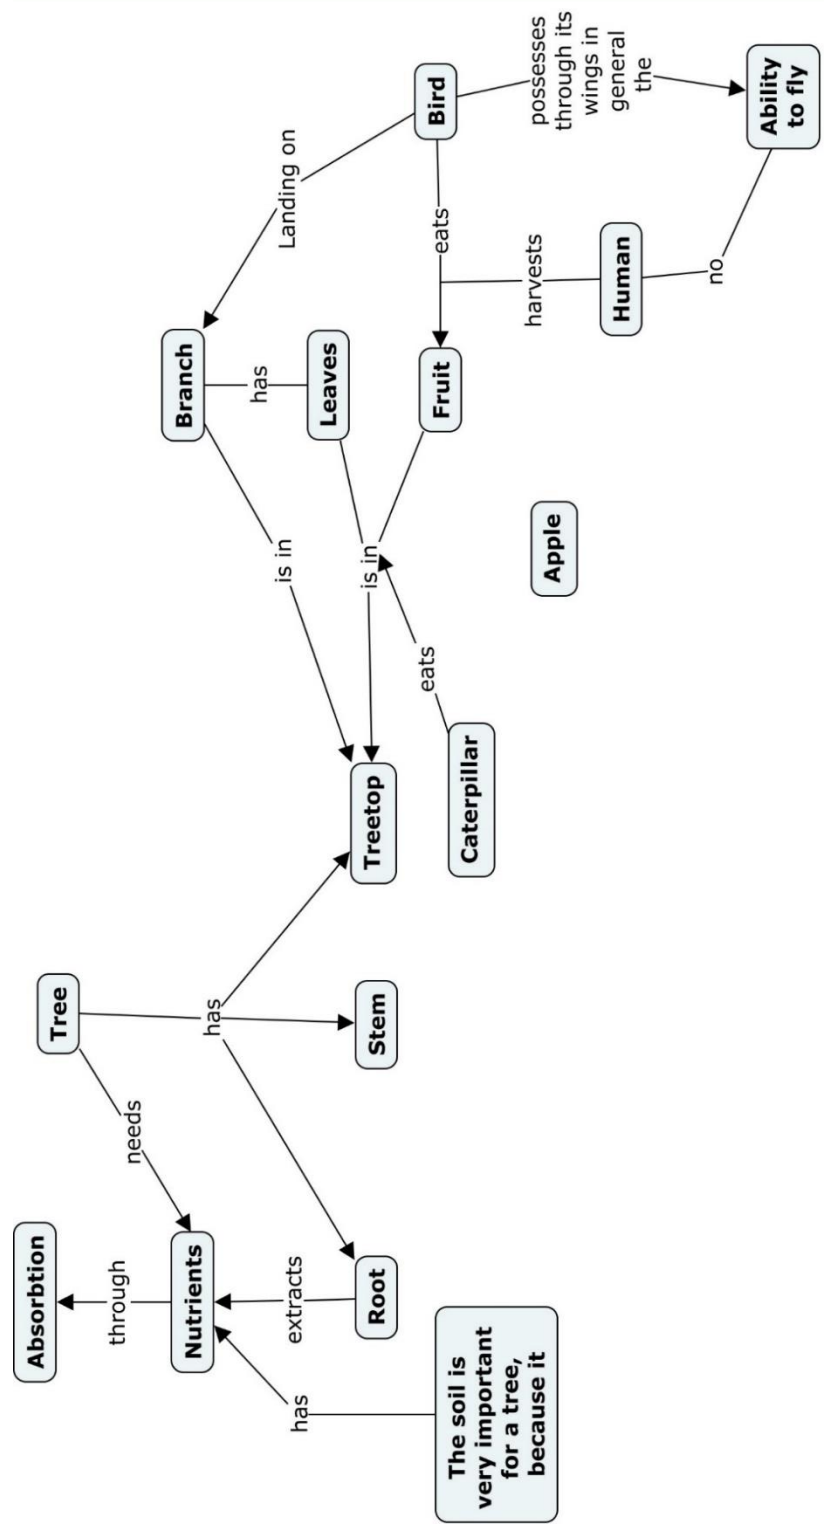 Absorbtion
through
Nutrients
needs
Tree
extracts
Root
has
The soil is
very important
for a tree,
because it
has
Stem
Treetop
is in
Branch
has
Leaves
is in
eats
Caterpillar
Apple
Fruit
Landing on
Bird
eats
harvests
Human
no
possesses
through its
wings in
general
the
Ability
to fly